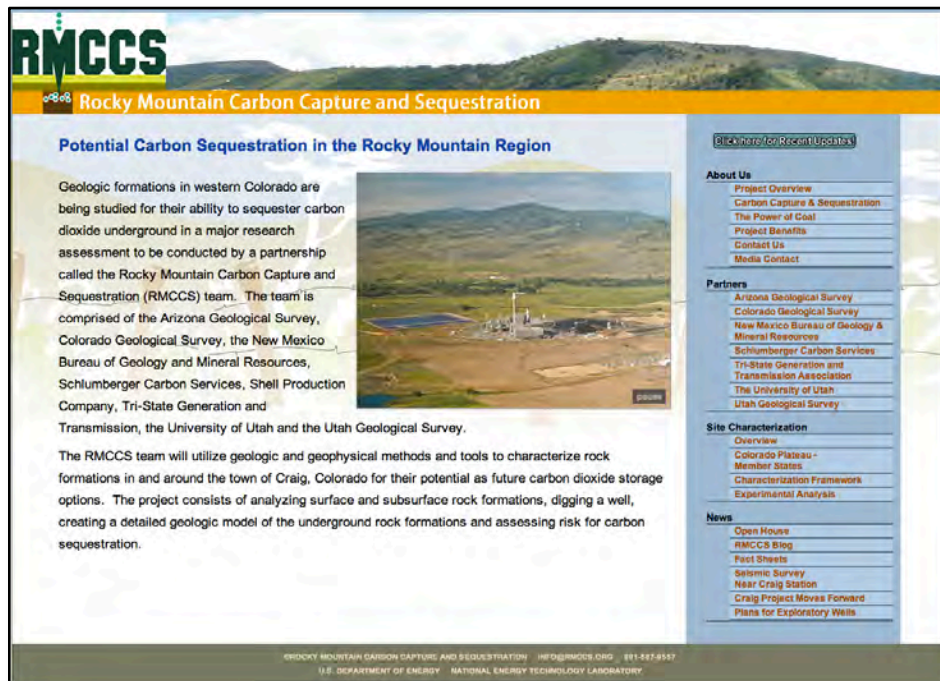 RMCCS
Rocky Mountain Carbon Capture and Sequestration
Potential Carbon Sequestration in the Rocky Mountain Region
Geologic formations in western Colorado are
being studied for their ability to sequester carbon
dioxide underground in a major research
assessment to be conducted by a partnership
called the Rocky Mountain Carbon Capture and
Sequestration (RMCCS) team.  The team is
comprised of the Arizona Geological Survey,
Colorado Geological Survey, the New Mexico
Bureau of Geology and Mineral Resources,
Schlumberger Carbon Services, Shell Production
Company, Tri-State Generation and
Transmission, the University of Utah and the Utah Geological Survey.
pause
The RMCCS team will utilize geologic and geophysical methods and tools to characterize rock
formations in and around the town of Craig, Colorado for their potential as future carbon dioxide storage
options.  The project consists of analyzing surface and subsurface rock formations, digging a well,
creating a detailed geologic model of the underground rock formations and assessing risk for carbon
sequestration.
Click here for Recent Updates!
About Us
Project Overview
Carbon Capture & Sequestration
The Power of Coal
Project Benefits
Contact Us
Media Contact
Partners
Arizona Geological Survey
Colorado Geological Survey
New Mexico Bureau of Geology &
Mineral Resources
Schlumberger Carbon Services
Tri-State Generation and
Transmission Association
The University of Utah
Utah Geological Survey
Site Characterization
Overview
Colorado Plateau -
Member States
Characterization Framework
Experimental Analysis
News
Open House
RMCCS Blog
Fact Sheets
Seismic Survey
Near Craig Station
Craig Project Moves Forward
Plans for Exploratory Wells
©ROCKY MOUNTAIN CARBON CAPTURE AND SEQUESTRATION INFO@RMCCS.ORG
U.S. DEPARTMENT OF ENERGY NATIONAL ENERGY TECHNOLOGY LABORATORY